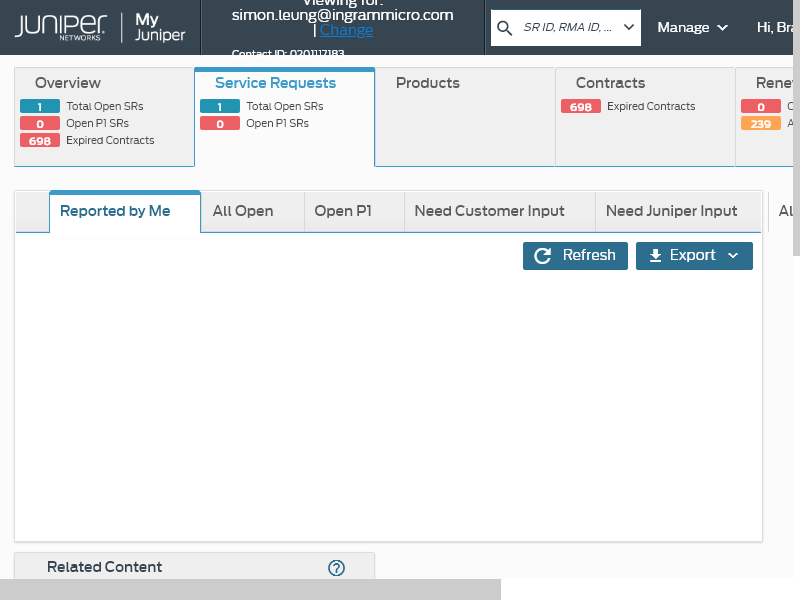 JUNIPER
NETWORKS
My
Juniper
Viewing for:
simon.leung@ingrammicro.com
| Change
Contact ID: 0201117183
SR ID, RMA ID, ...
Manage
Hi, Bra
Overview
1 Total Open SRs
0 Open P1 SRs
698 Expired Contracts
Service Requests
1 Total Open SRs
0 Open P1 SRs
Products
Contracts
698 Expired Contracts
Rene
0
239
Reported by Me
All Open
Open P1
Need Customer Input
Need Juniper Input
Refresh
Export
Related Content
?